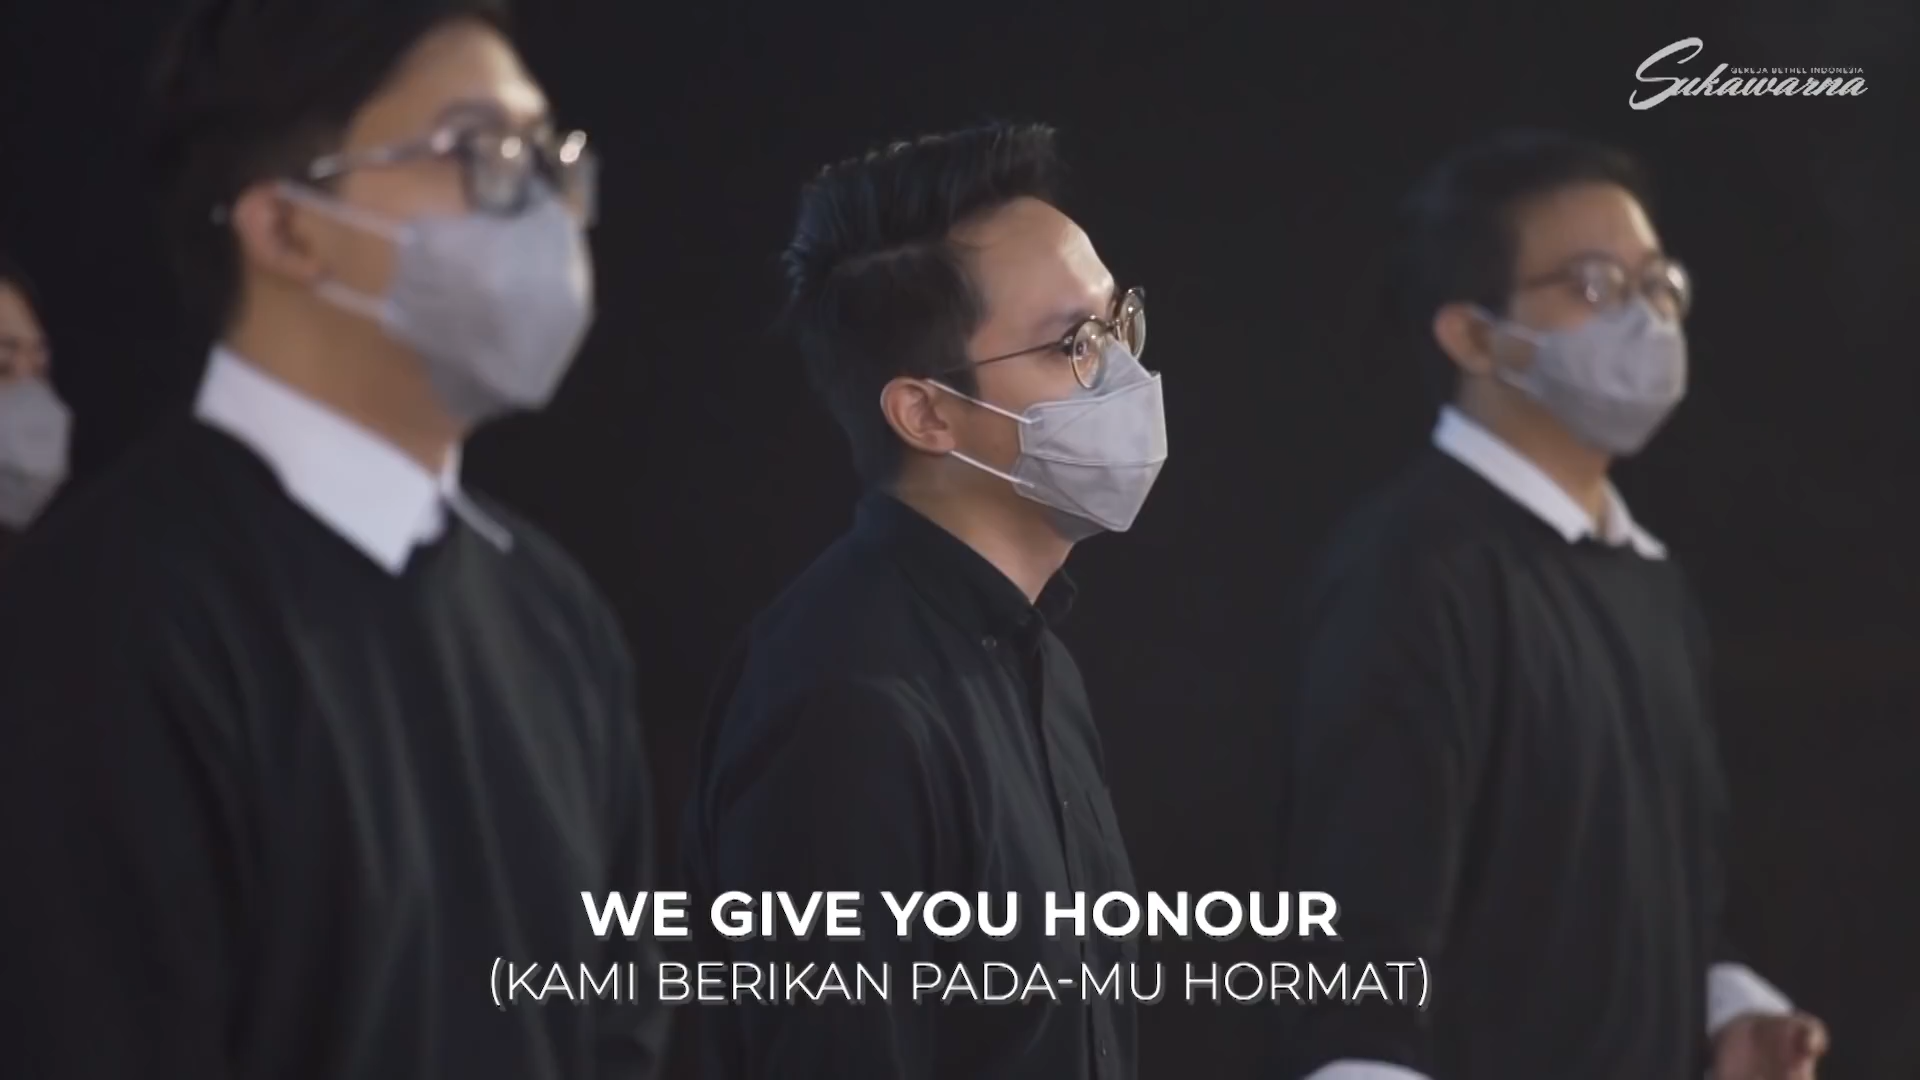 GEREJA BETHEL INDONESIA
Sukawarna
WE GIVE YOU HONOUR
(KAMI BERIKAN PADA-MU HORMAT)